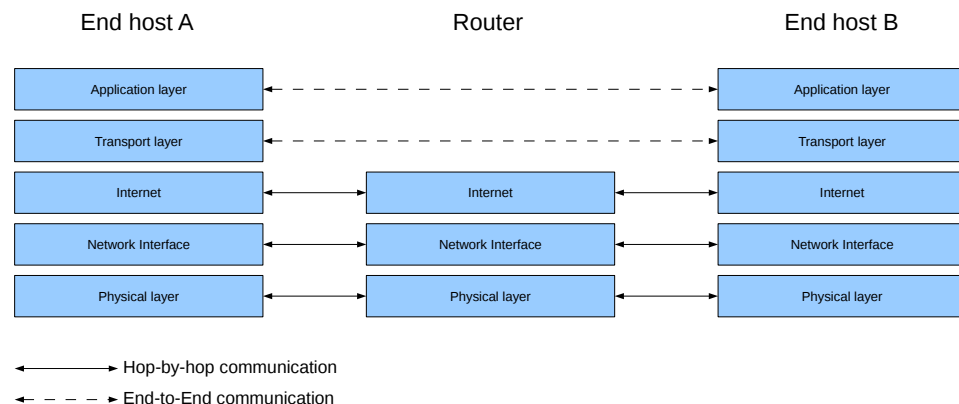 End host A Router End host B
Application layer Application layer
Transport layer Transport layer
Internet Internet Internet
Network Interface Network Interface Network Interface
Physical layer Physical layer Physical layer
Hop-by-hop communication
End-to-End communication